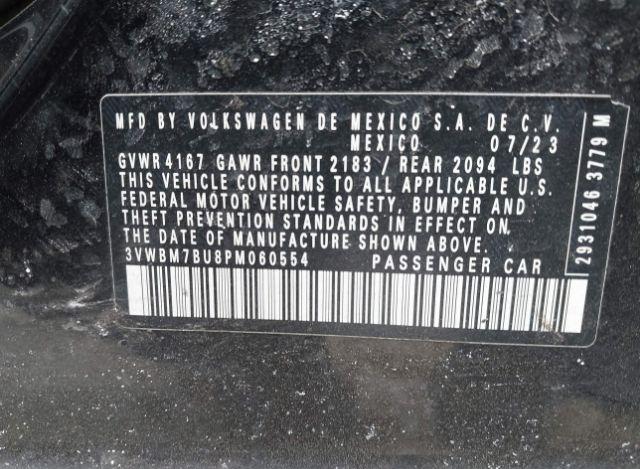 MFD BY VOLKSWAGEN DE MEXICO S.A. DE C.V.
MEXICO 07/23
GVWR 4167 GAWR FRONT 2183 / REAR 2094 LBS
THIS VEHICLE CONFORMS TO ALL APPLICABLE U.S.
FEDERAL MOTOR VEHICLE SAFETY, BUMPER AND
THEFT PREVENTION STANDARDS IN EFFECT ON
THE DATE OF MANUFACTURE SHOWN ABOVE.
3VWBM7BU8PM060554 PASSENGER CAR
2931046 3779 M